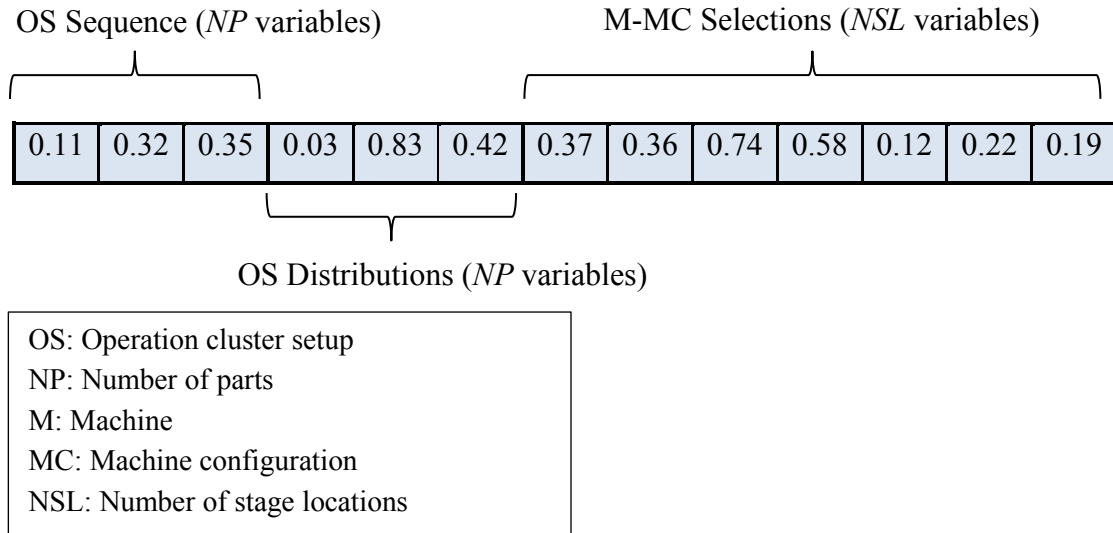 OS Sequence (NP variables) M-MC Selections (NSL variables)
0.11 0.32 0.35 0.03 0.83 0.42 0.37 0.36 0.74 0.58 0.12 0.22 0.19
OS Distributions (NP variables)
OS: Operation cluster setup
NP: Number of parts
M: Machine
MC: Machine configuration
NSL: Number of stage locations